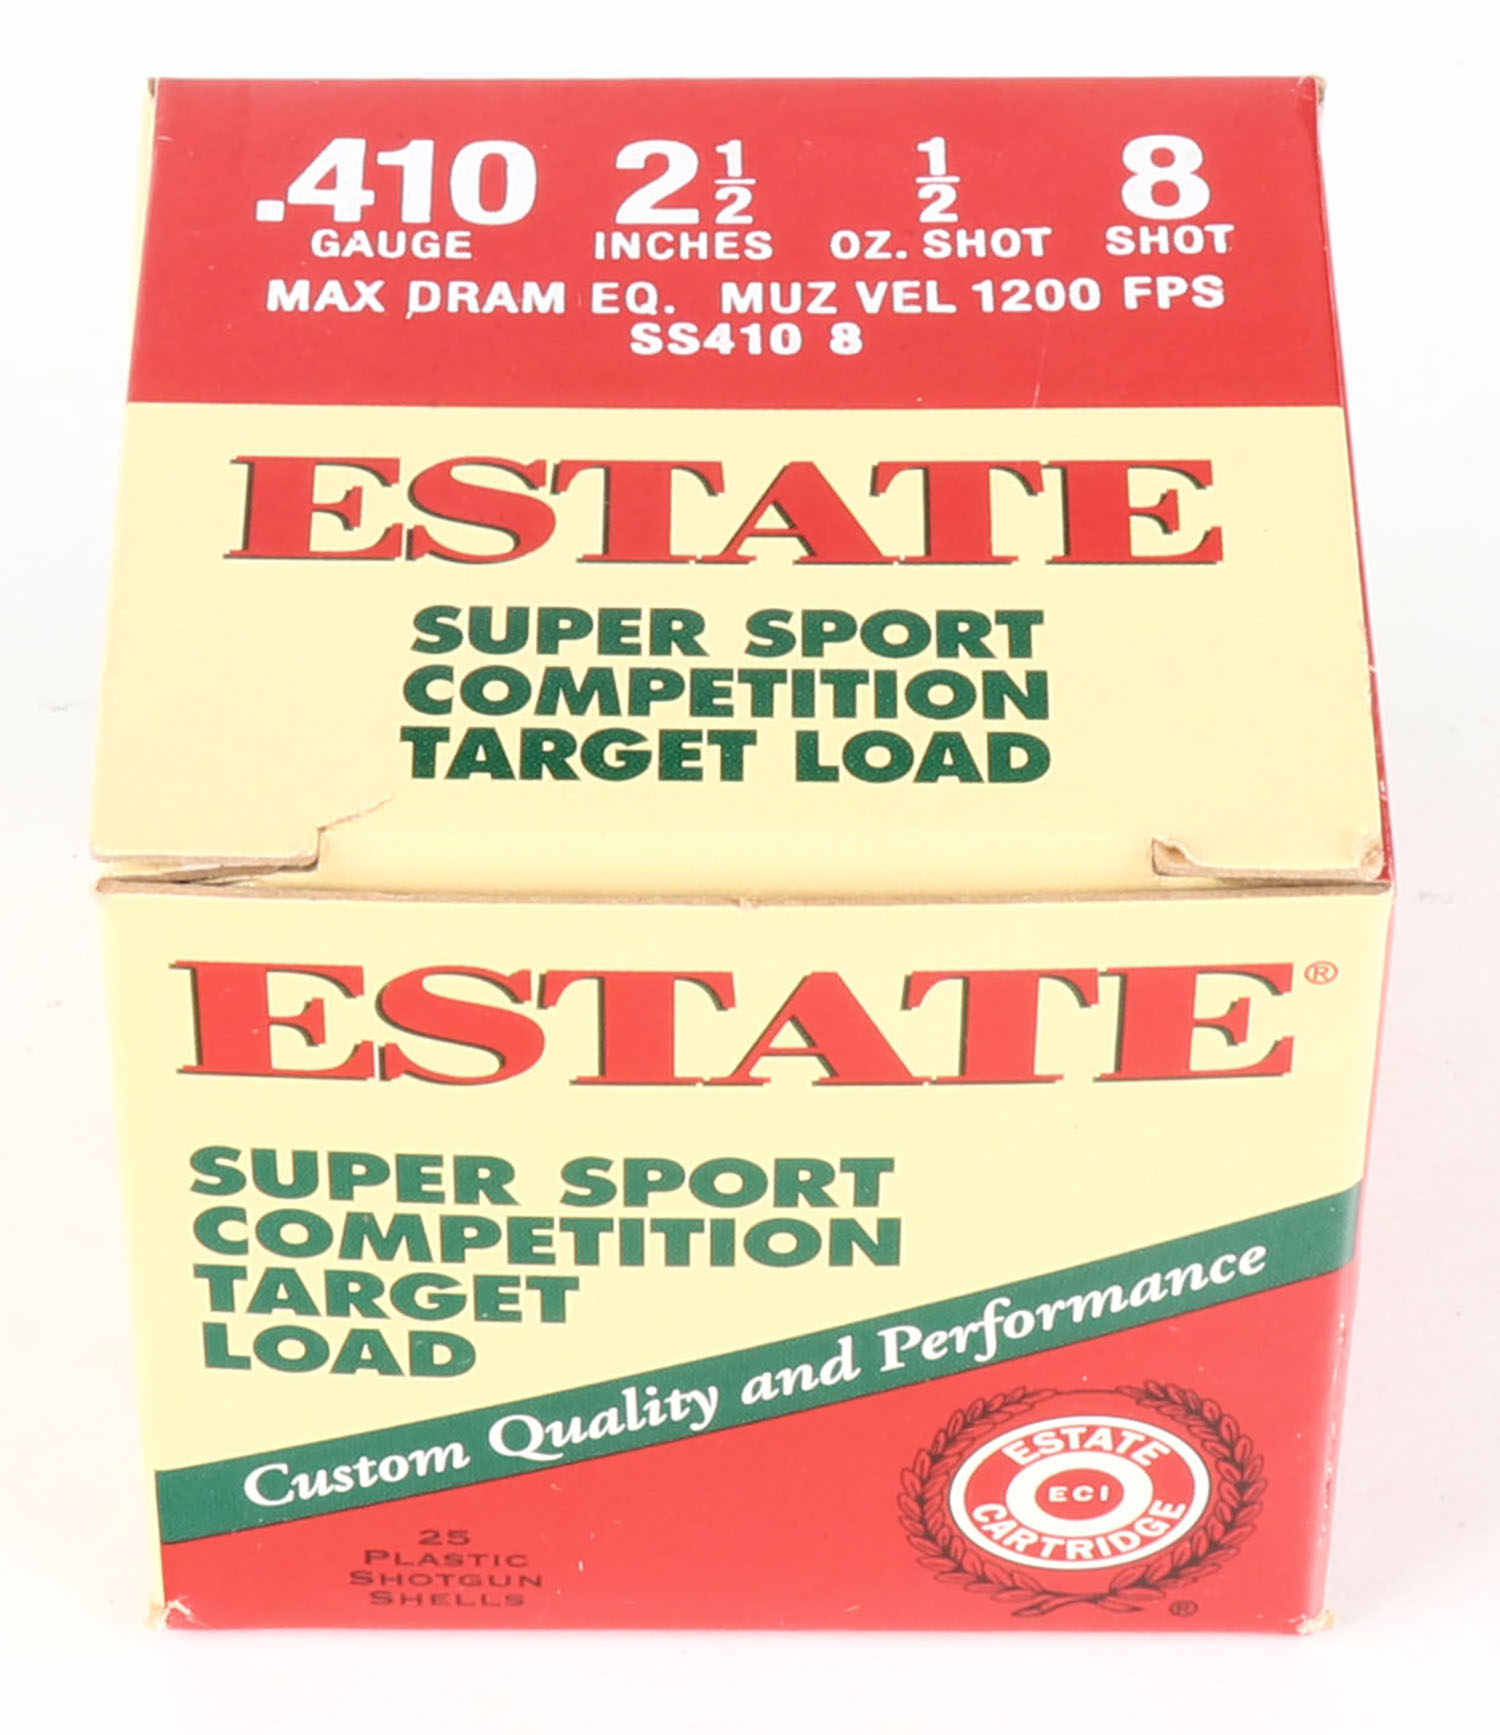 .410 2 1/2 1/2 8
GAUGE INCHES OZ. SHOT SHOT
MAX DRAM EQ. MUZ VEL 1200 FPS
SS410 8
ESTATE
SUPER SPORT
COMPETITION
TARGET LOAD
ESTATE®
SUPER SPORT
COMPETITION
TARGET
LOAD
Custom Quality and Performance
25
PLASTIC
SHOTGUN
SHELLS
ESTATE
ECI
CARTRIDGE
®